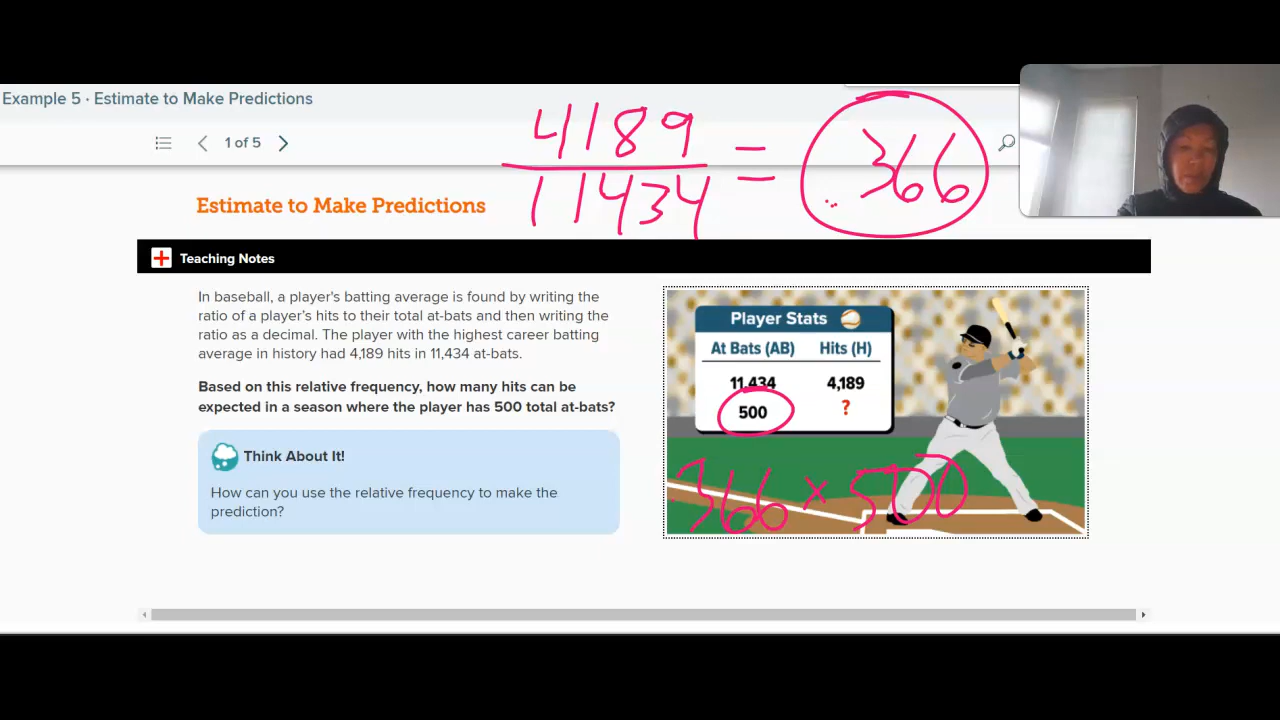 Example 5 · Estimate to Make Predictions
1 of 5
4189
11434
= .366
Estimate to Make Predictions
Teaching Notes
In baseball, a player's batting average is found by writing the
ratio of a player's hits to their total at-bats and then writing the
ratio as a decimal. The player with the highest career batting
average in history had 4,189 hits in 11,434 at-bats.
Based on this relative frequency, how many hits can be
expected in a season where the player has 500 total at-bats?
Think About It!
How can you use the relative frequency to make the
prediction?
Player Stats
At Bats (AB) Hits (H)
11,434 4,189
500 ?
366 × 500